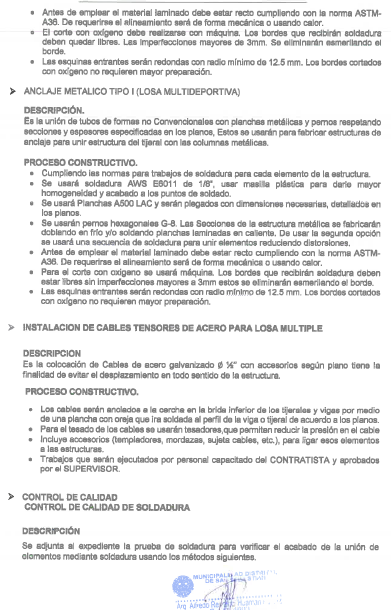 • Antes de emplear el material laminado debe estar recto cumpliendo con la norma ASTM-
A36. De requerirse el alineamiento será de forma mecánica o usando calor.
• El corte con oxígeno debe realizarse con máquina. Los bordes que recibirán soldadura
deben quedar libres. Las imperfecciones mayores de 3mm. Se eliminarán esmerilando el
borde.
• Las esquinas entrantes serán redondas con radio mínimo de 12.5 mm. Los bordes cortados
con oxígeno no requieren mayor preparación.
➤ ANCLAJE METALICO TIPO I (LOSA MULTIDEPORTIVA)
DESCRIPCIÓN.
Es la unión de tubos de formas no Convencionales con planchas metálicas y pernos respetando
secciones y espesores especificadas en los planos, Estos se usarán para fabricar estructuras de
anclaje para unir estructura del tijeral con las columnas metálicas.
PROCESO CONSTRUCTIVO.
• Cumpliendo las normas para trabajos de soldadura para cada elemento de la estructura.
• Se usará soldadura AWS E6011 de 1/8", usar masilla plástica para darle mayor
homogeneidad y acabado a los puntos de soldado.
• Se usará Planchas A500 LAC y serán plegados con dimensiones necesarias, detallados en
los planos.
• Se usarán pernos hexagonales G-8. Las Secciones de la estructura metálica se fabricarán
doblando en frío y/o soldando planchas laminadas en caliente. De usar la segunda opción
se usará una secuencia de soldadura para unir elementos reduciendo distorsiones.
• Antes de emplear el material laminado debe estar recto cumpliendo con la norma ASTM-
A36. De requerirse el alineamiento será de forma mecánica o usando calor.
• Para el corte con oxígeno se usará máquina. Los bordes que recibirán soldadura deben
estar libres sin imperfecciones mayores a 3mm estos se eliminarán esmerilando el borde.
• Las esquinas entrantes serán redondas con radio mínimo de 12.5 mm. Los bordes cortados
con oxígeno no requieren mayor preparación.
➤ INSTALACION DE CABLES TENSORES DE ACERO PARA LOSA MULTIPLE
DESCRIPCION
Es la colocación de Cables de acero galvanizado Ø ½" con accesorios según plano tiene la
finalidad de evitar el desplazamiento en todo sentido de la estructura.
PROCESO CONSTRUCTIVO.
• Los cables serán anclados a la cercha en la brida inferior de los tijerales y vigas por medio
de una plancha con oreja que ira soldada al perfil de la viga o tijeral de acuerdo a los planos.
• Para el tesado de los cables se usarán tesadores,que permiten reducir la presión en el cable
• Incluye accesorios (templadores, mordazas, sujeta cables, etc.), para ligar esos elementos
a las estructuras.
• Trabajos que serán ejecutados por personal capacitado del CONTRATISTA y aprobados
por el SUPERVISOR.
➤ CONTROL DE CALIDAD
CONTROL DE CALIDAD DE SOLDADURA
DESCRIPCIÓN
Se adjunta al expediente la prueba de soldadura para verificar el acabado de la unión de
elementos mediante soldadura usando los métodos siguientes.
MUNICIPALIDAD DISTRITAL
Arq. Alfredo